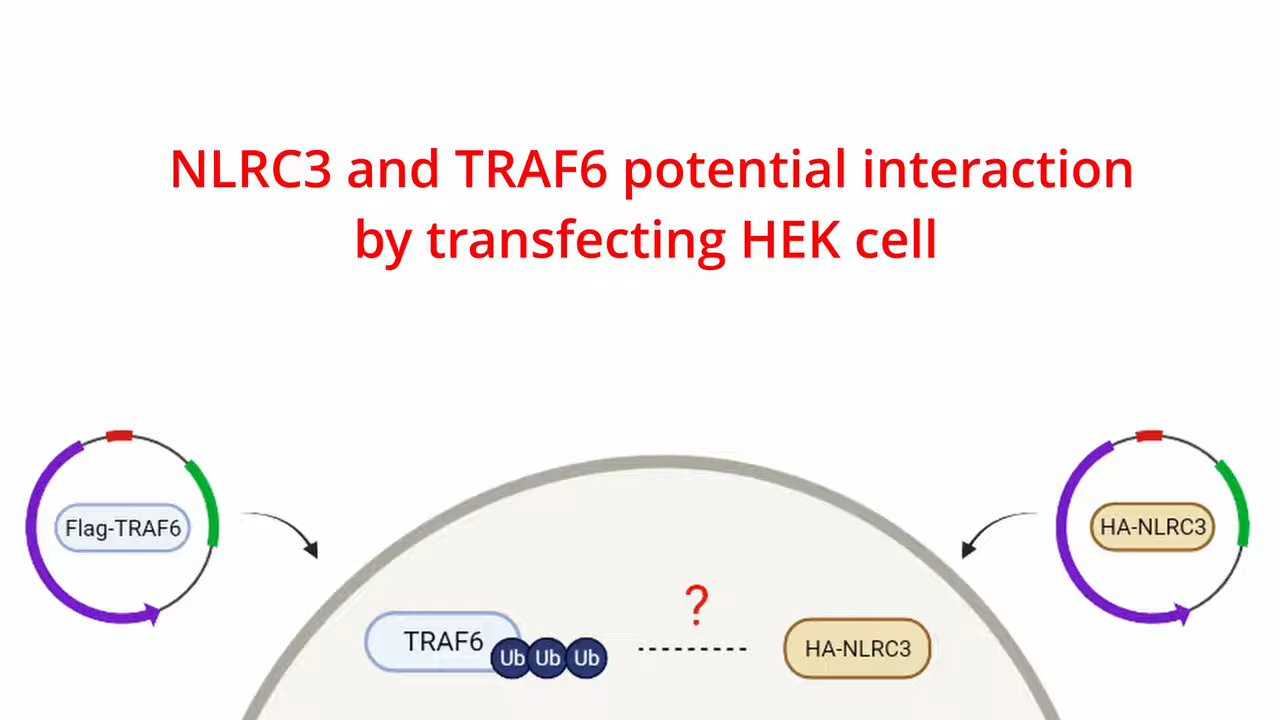 NLRC3 and TRAF6 potential interaction
by transfecting HEK cell
Flag-TRAF6
HA-NLRC3
?
TRAF6
Ub Ub Ub
HA-NLRC3